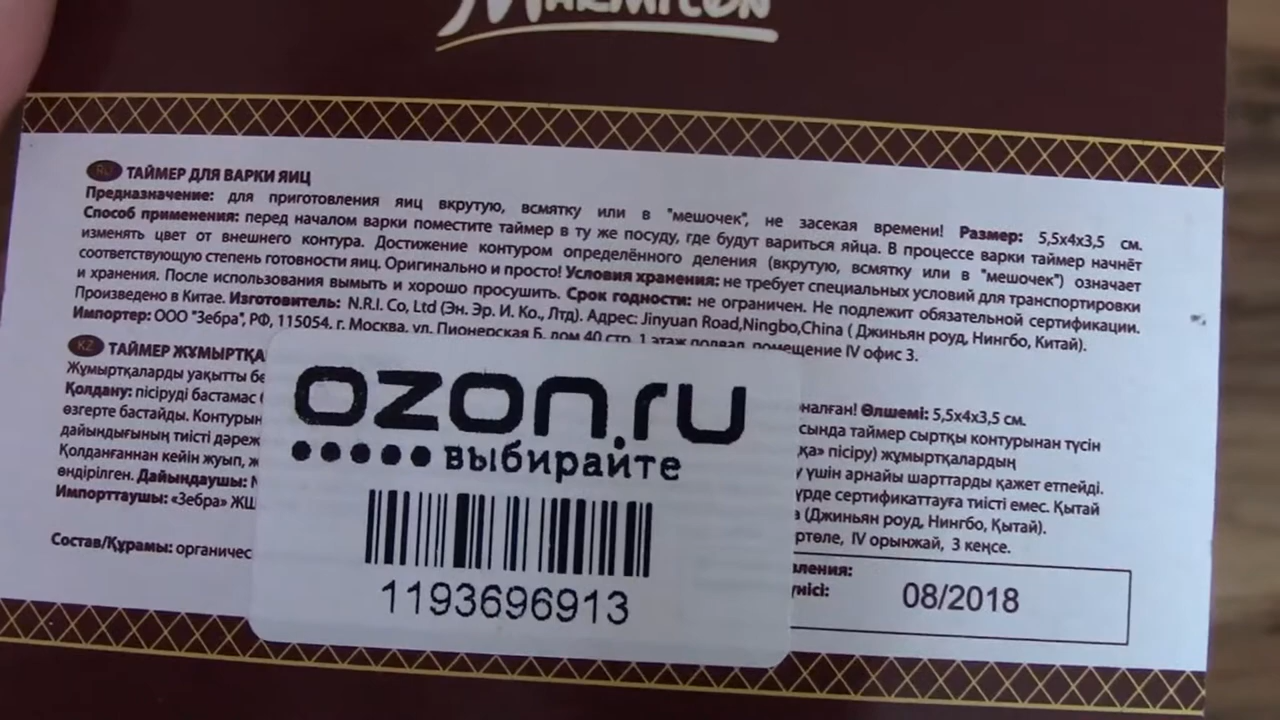 MARMITON
RU ТАЙМЕР ДЛЯ ВАРКИ ЯИЦ
Предназначение: для приготовления яиц вкрутую, всмятку или в "мешочек", не засекая времени! Размер: 5,5х4х3,5 см.
Способ применения: перед началом варки поместите таймер в ту же посуду, где будут вариться яйца. В процессе варки таймер начнёт
изменять цвет от внешнего контура. Достижение контуром определённого деления (вкрутую, всмятку или в "мешочек") означает
соответствующую степень готовности яиц. Оригинально и просто! Условия хранения: не требует специальных условий для транспортировки
и хранения. После использования вымыть и хорошо просушить. Срок годности: не ограничен. Не подлежит обязательной сертификации.
Произведено в Китае. Изготовитель: N.R.I. Co, Ltd (Эн. Эр. И. Ко., Лтд). Адрес: Jinyuan Road,Ningbo,China ( Джиньян роуд, Нингбо, Китай).
Импортер: ООО "Зебра", РФ, 115054, г. Москва, ул. Пионерская Б. дом 40 стр. 1 этаж подвал помещение IV офис 3.
KZ ТАЙМЕР ЖҰМЫРТҚА
Жұмыртқаларды уақытты бе налған! Өлшемі: 5,5х4х3,5 см.
Қолдану: пісіруді бастамас сында таймер сыртқы контурынан түсін
өзгерте бастайды. Контурын қа» пісіру) жұмыртқалардың
дайындығының тиісті дәреж у үшін арнайы шарттарды қажет етпейді.
Қолданғаннан кейін жуып, ж үрде сертификаттауға тиісті емес. Қытай
өндірілген. Дайындаушы: N а (Джиньян роуд, Нингбо, Қытай).
Импорттаушы: «Зебра» ЖШ ртөле, IV орынжай, 3 кеңсе.
Состав/Құрамы: органичес
вления:
үнісі: 08/2018
ozon.ru
выбирайте
1193696913